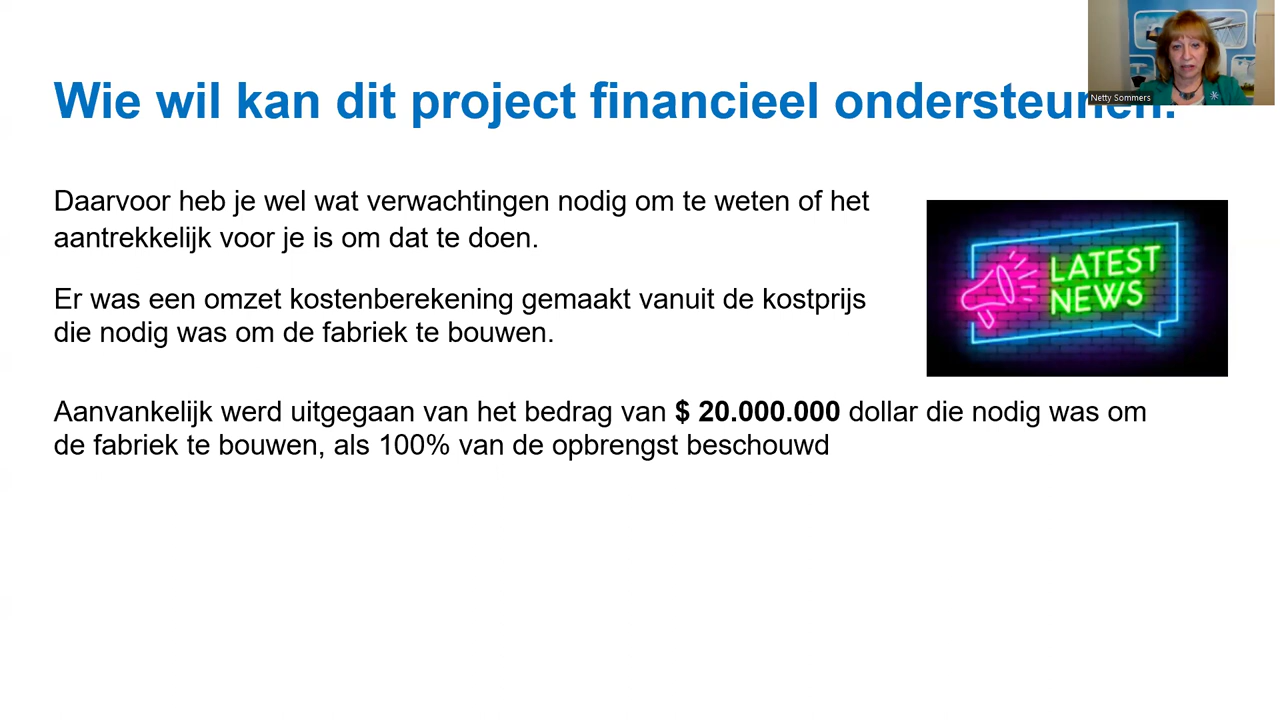 Wie wil kan dit project financieel ondersteunen.
Netty Sommers
Daarvoor heb je wel wat verwachtingen nodig om te weten of het
aantrekkelijk voor je is om dat te doen.
LATEST
NEWS
Er was een omzet kostenberekening gemaakt vanuit de kostprijs
die nodig was om de fabriek te bouwen.
Aanvankelijk werd uitgegaan van het bedrag van $ 20.000.000 dollar die nodig was om
de fabriek te bouwen, als 100% van de opbrengst beschouwd